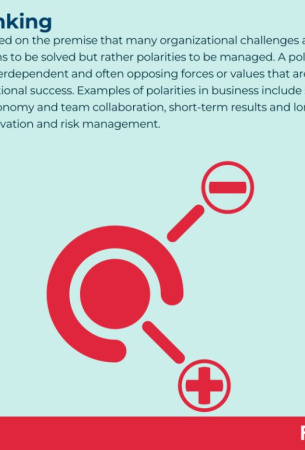 nking
ed on the premise that many organizational challenges a
ns to be solved but rather polarities to be managed. A pol
erdependent and often opposing forces or values that are
tional success. Examples of polarities in business include
onomy and team collaboration, short-term results and lon
vation and risk management.